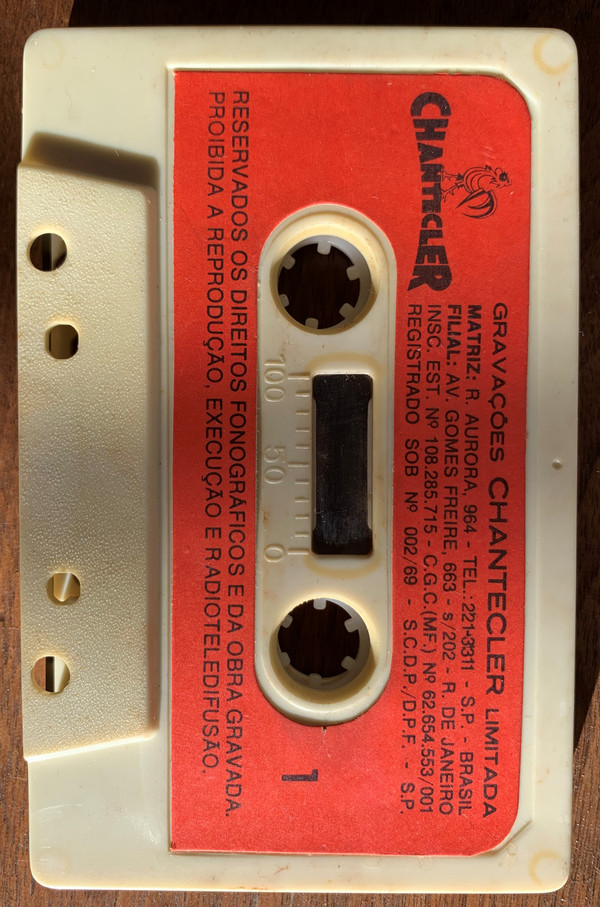 CHANTECLER
GRAVAÇÕES CHANTECLER LIMITADA
MATRIZ: R. AURORA, 964 - TEL.: 221-3311 - S.P. - BRASIL
FILIAL: AV. GOMES FREIRE, 663 - s/202 - R. DE JANEIRO
INSC. EST. Nº 108.285.715 - C.G.C.(MF.) Nº 62.654.553/001
REGISTRADO SOB Nº 002/69 - S.C.D.P./D.P.F. - S.P.
100 50 0
1
RESERVADOS OS DIREITOS FONOGRÁFICOS E DA OBRA GRAVADA.
PROIBIDA A REPRODUÇÃO, EXECUÇÃO E RADIOTELEDIFUSÃO.